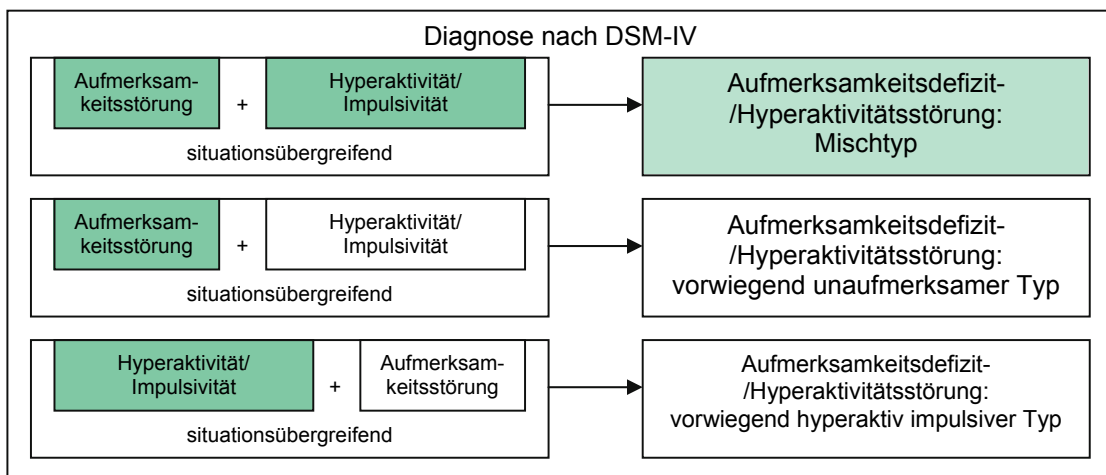 Diagnose nach DSM-IV
Aufmerksam-
keitsstörung
+
Hyperaktivität/
Impulsivität
situationsübergreifend
Aufmerksamkeitsdefizit-
/Hyperaktivitätsstörung:
Mischtyp
Aufmerksam-
keitsstörung
+
Hyperaktivität/
Impulsivität
situationsübergreifend
Aufmerksamkeitsdefizit-
/Hyperaktivitätsstörung:
vorwiegend unaufmerksamer Typ
Hyperaktivität/
Impulsivität
+
Aufmerksam-
keitsstörung
situationsübergreifend
Aufmerksamkeitsdefizit-
/Hyperaktivitätsstörung:
vorwiegend hyperaktiv impulsiver Typ